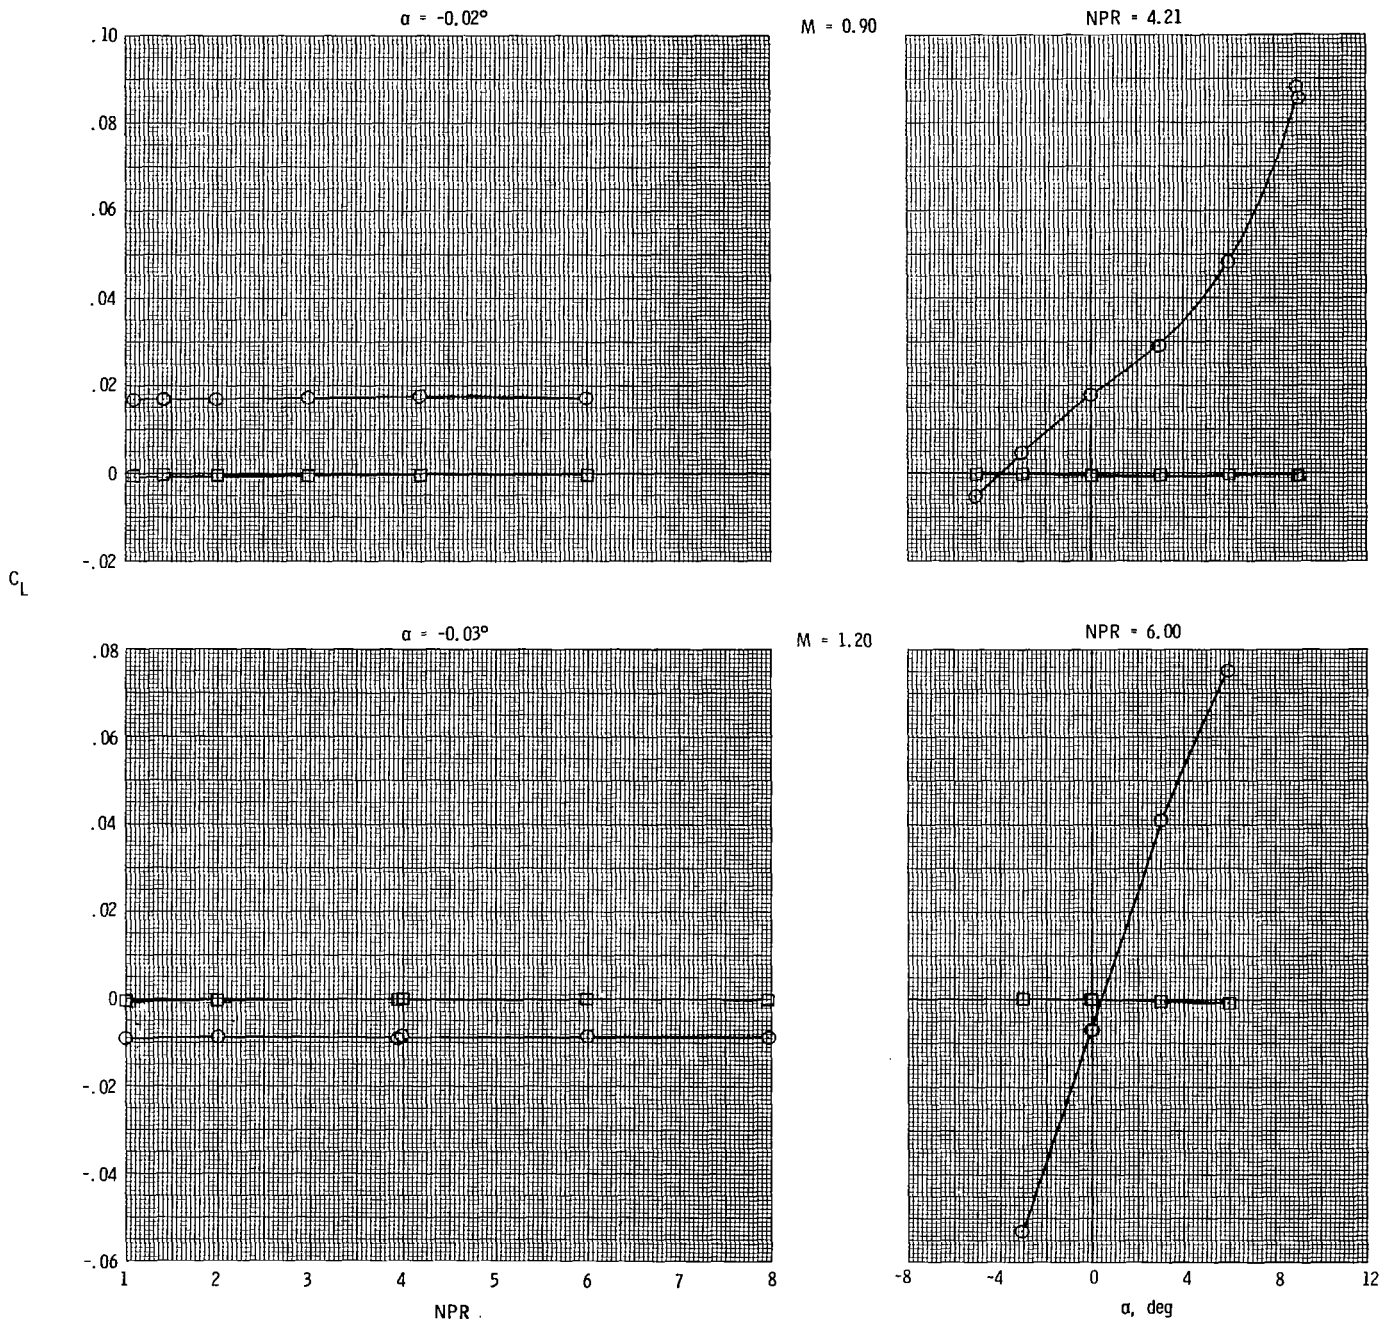 α = -0.02°
M = 0.90
NPR = 4.21
.10
.08
.06
.04
.02
0
-.02
C_L
α = -0.03°
M = 1.20
NPR = 6.00
.08
.06
.04
.02
0
-.02
-.04
-.06
1 2 3 4 5 6 7 8
NPR
-8 -4 0 4 8 12
α, deg